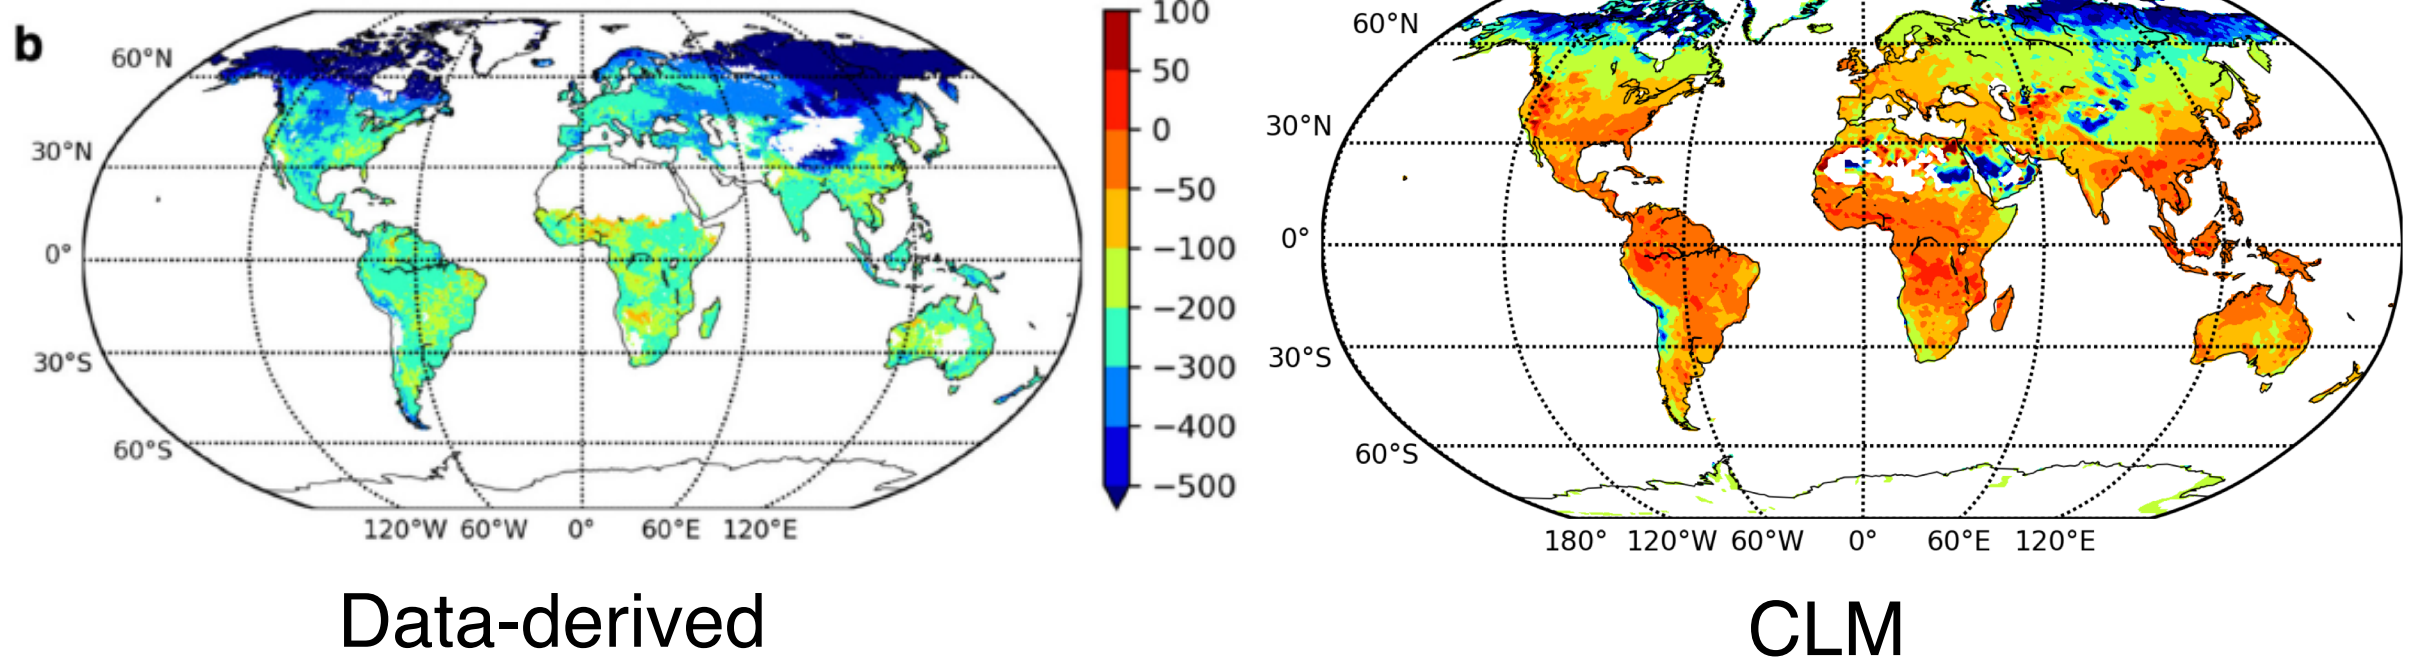 b
60°N
30°N
0°
30°S
60°S
120°W 60°W 0° 60°E 120°E
100
50
0
−50
−100
−200
−300
−400
−500
Data-derived
60°N
30°N
0°
30°S
60°S
180° 120°W 60°W 0° 60°E 120°E
CLM